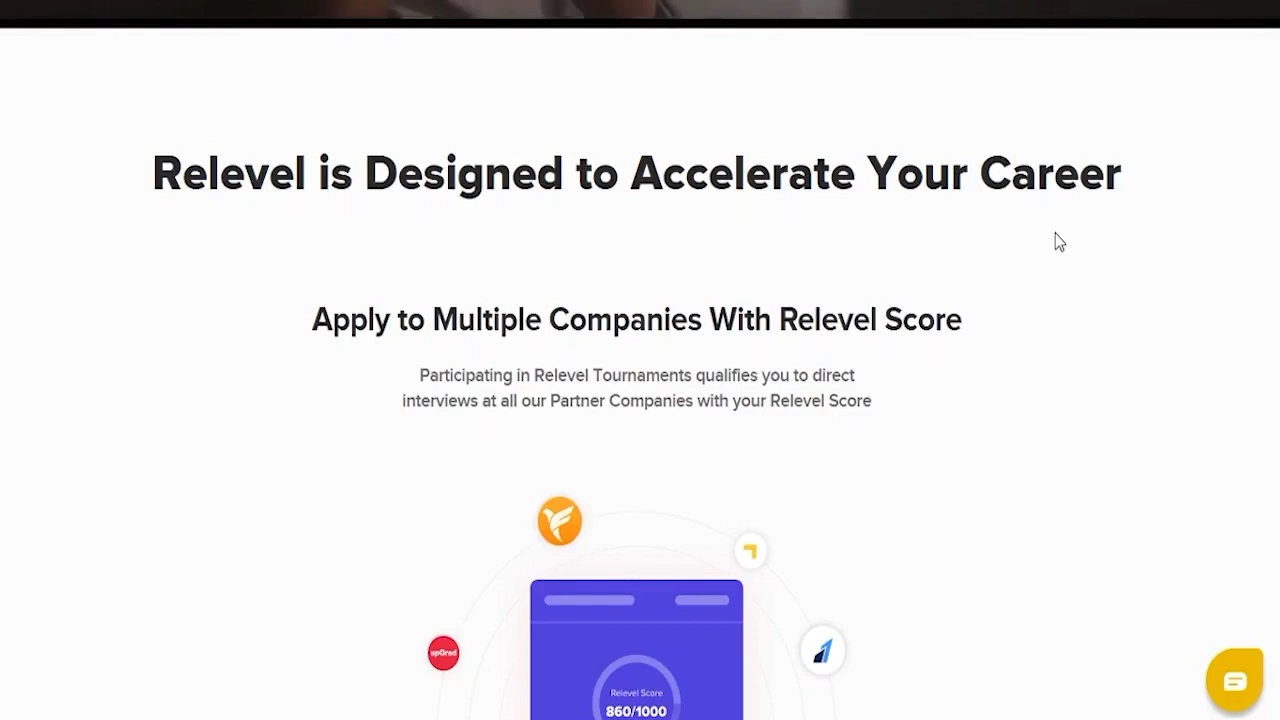 Relevel is Designed to Accelerate Your Career
Apply to Multiple Companies With Relevel Score
Participating in Relevel Tournaments qualifies you to direct
interviews at all our Partner Companies with your Relevel Score
upGrad
Relevel Score
860/1000